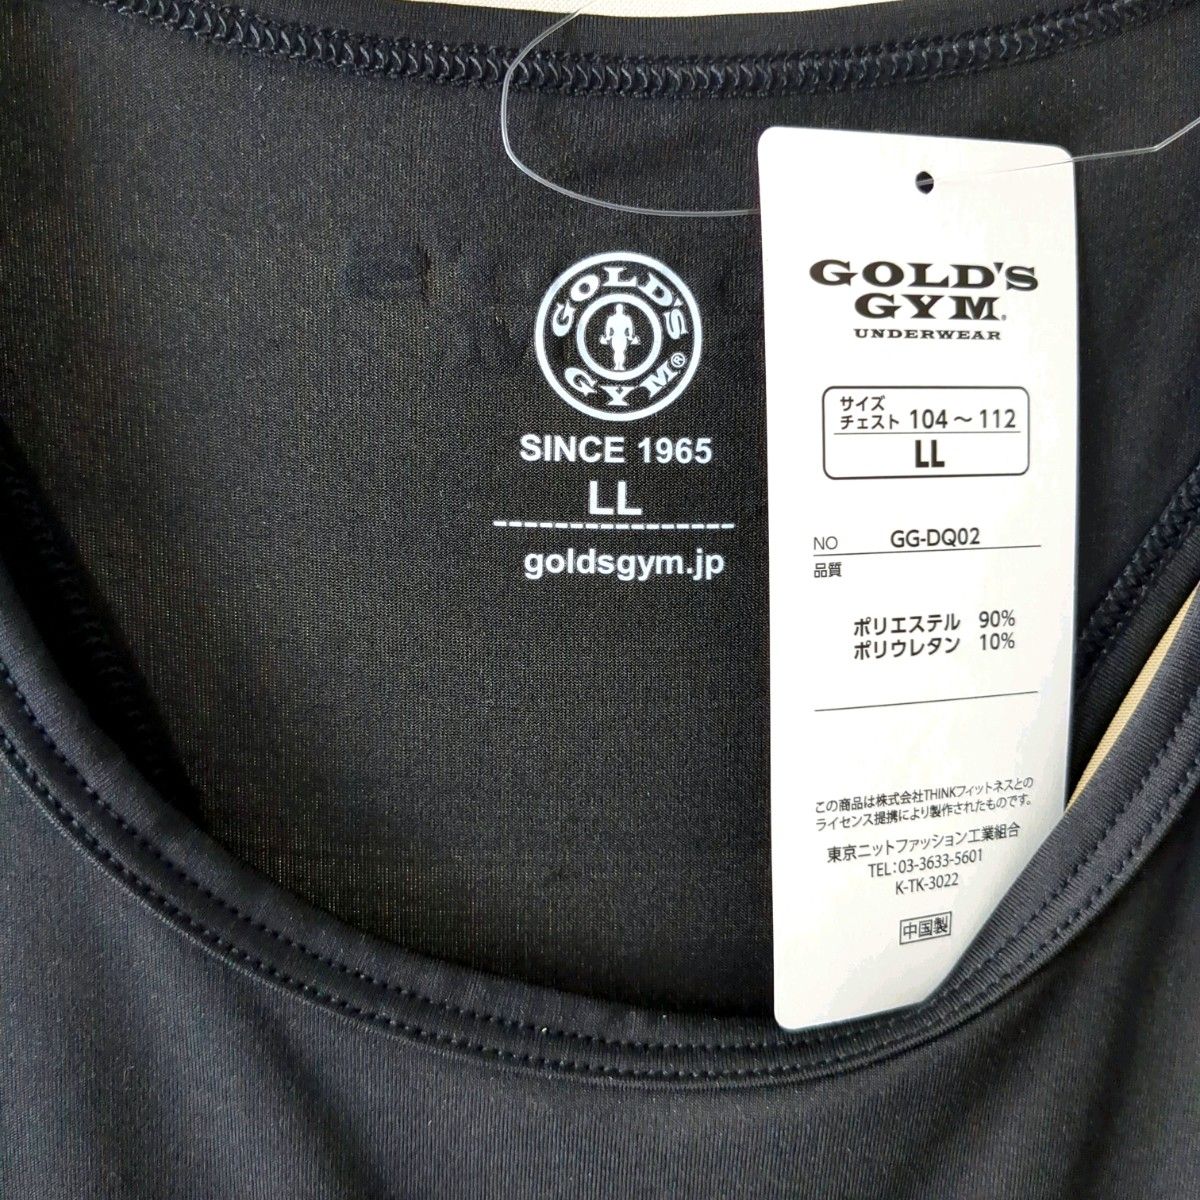 GOLD'S GYM®
SINCE 1965
LL
goldsgym.jp
GOLD'S
GYM®
UNDERWEAR
サイズ
チェスト 104～112
LL
NO GG-DQ02
品質
ポリエステル 90%
ポリウレタン 10%
この商品は株式会社THINKフィットネスとの
ライセンス提携により製作されたものです。
東京ニットファッション工業組合
TEL:03-3633-5601
K-TK-3022
中国製